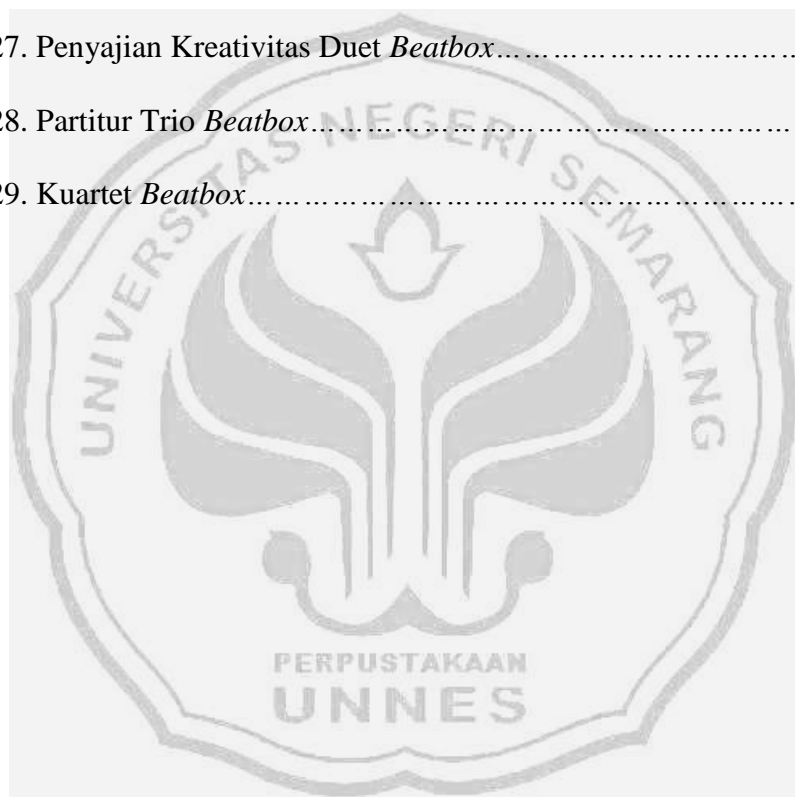 27. Penyajian Kreativitas Duet Beatbox…………………………..
28. Partitur Trio Beatbox……………………………………………
29. Kuartet Beatbox…………………………………………………..
UNIVERSITAS NEGERI SEMARANG
PERPUSTAKAAN
UNNES